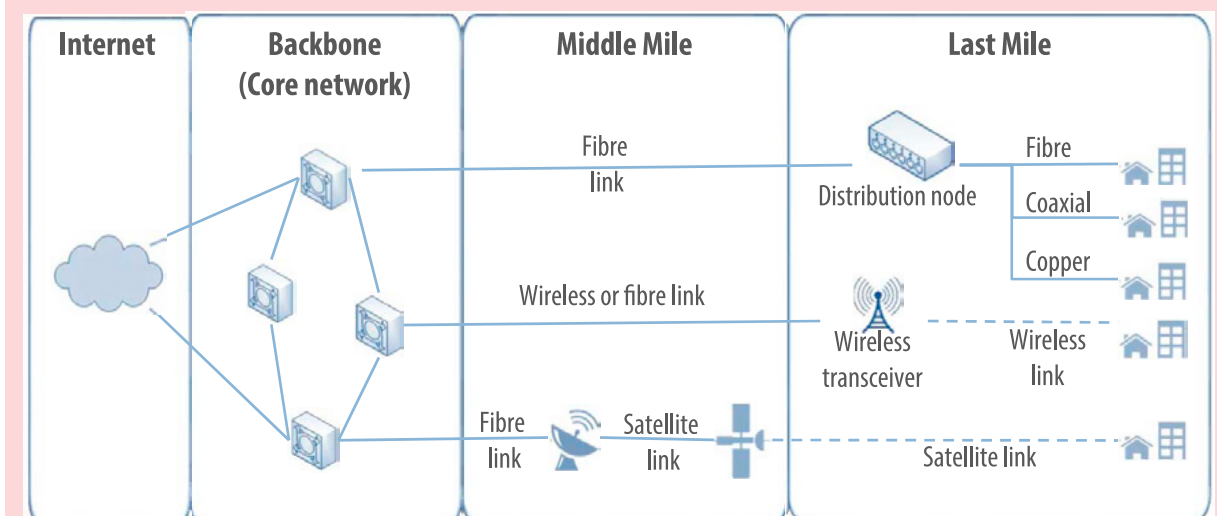 Internet
Backbone
(Core network)
Middle Mile
Last Mile
Fibre
link
Distribution node
Fibre
Coaxial
Copper
Wireless or fibre link
Wireless
transceiver
Wireless
link
Fibre
link
Satellite
link
Satellite link